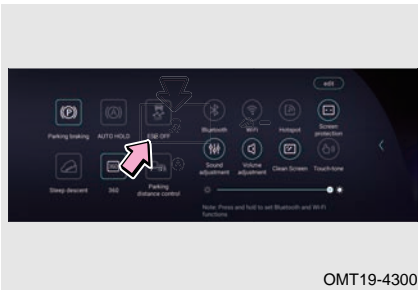 edit
Parking braking AUTO HOLD ESP OFF Bluetooth WiFi Hotspot Screen protection
Steep descent 360 Parking distance control Sound adjustment Volume adjustment Clean Screen Touch-tone
Note: Press and hold to set Bluetooth and Wi-Fi functions
OMT19-4300